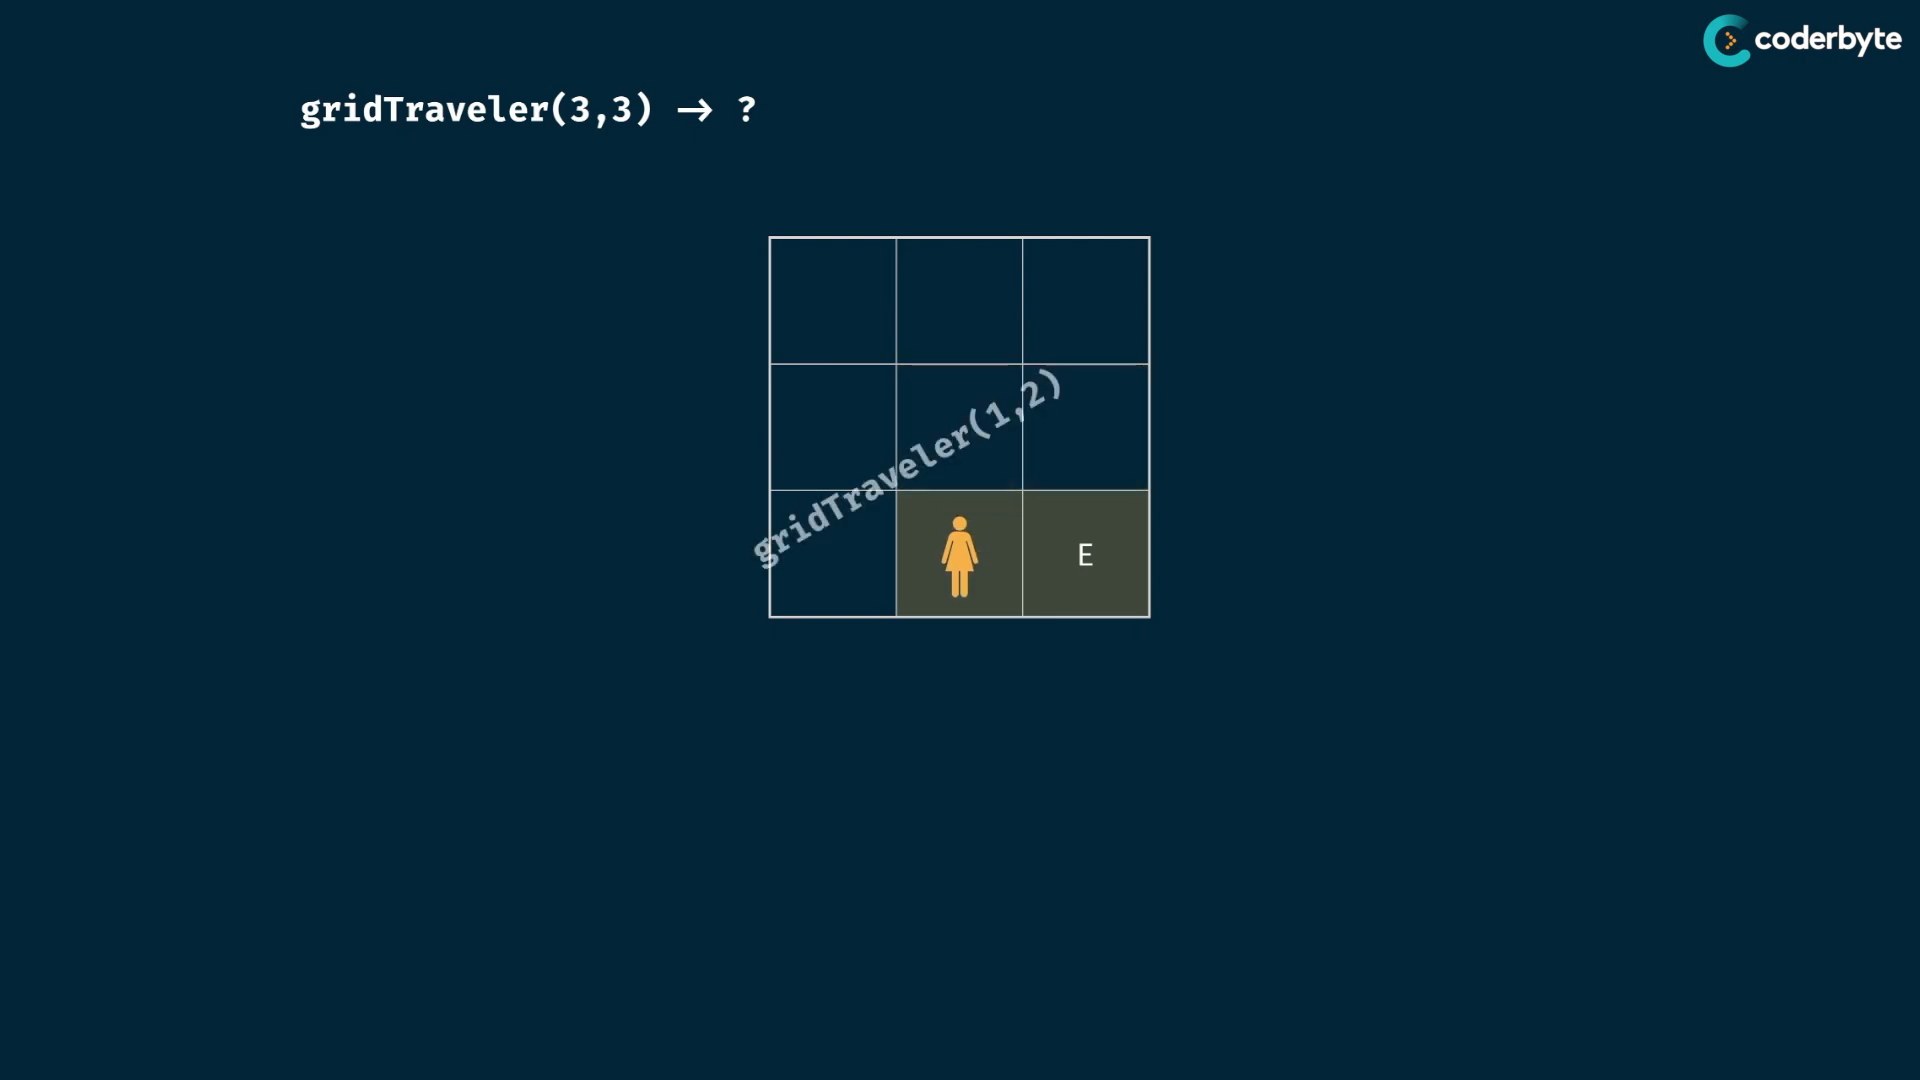 coderbyte
gridTraveler(3,3) → ?
gridTraveler(1,2)
E